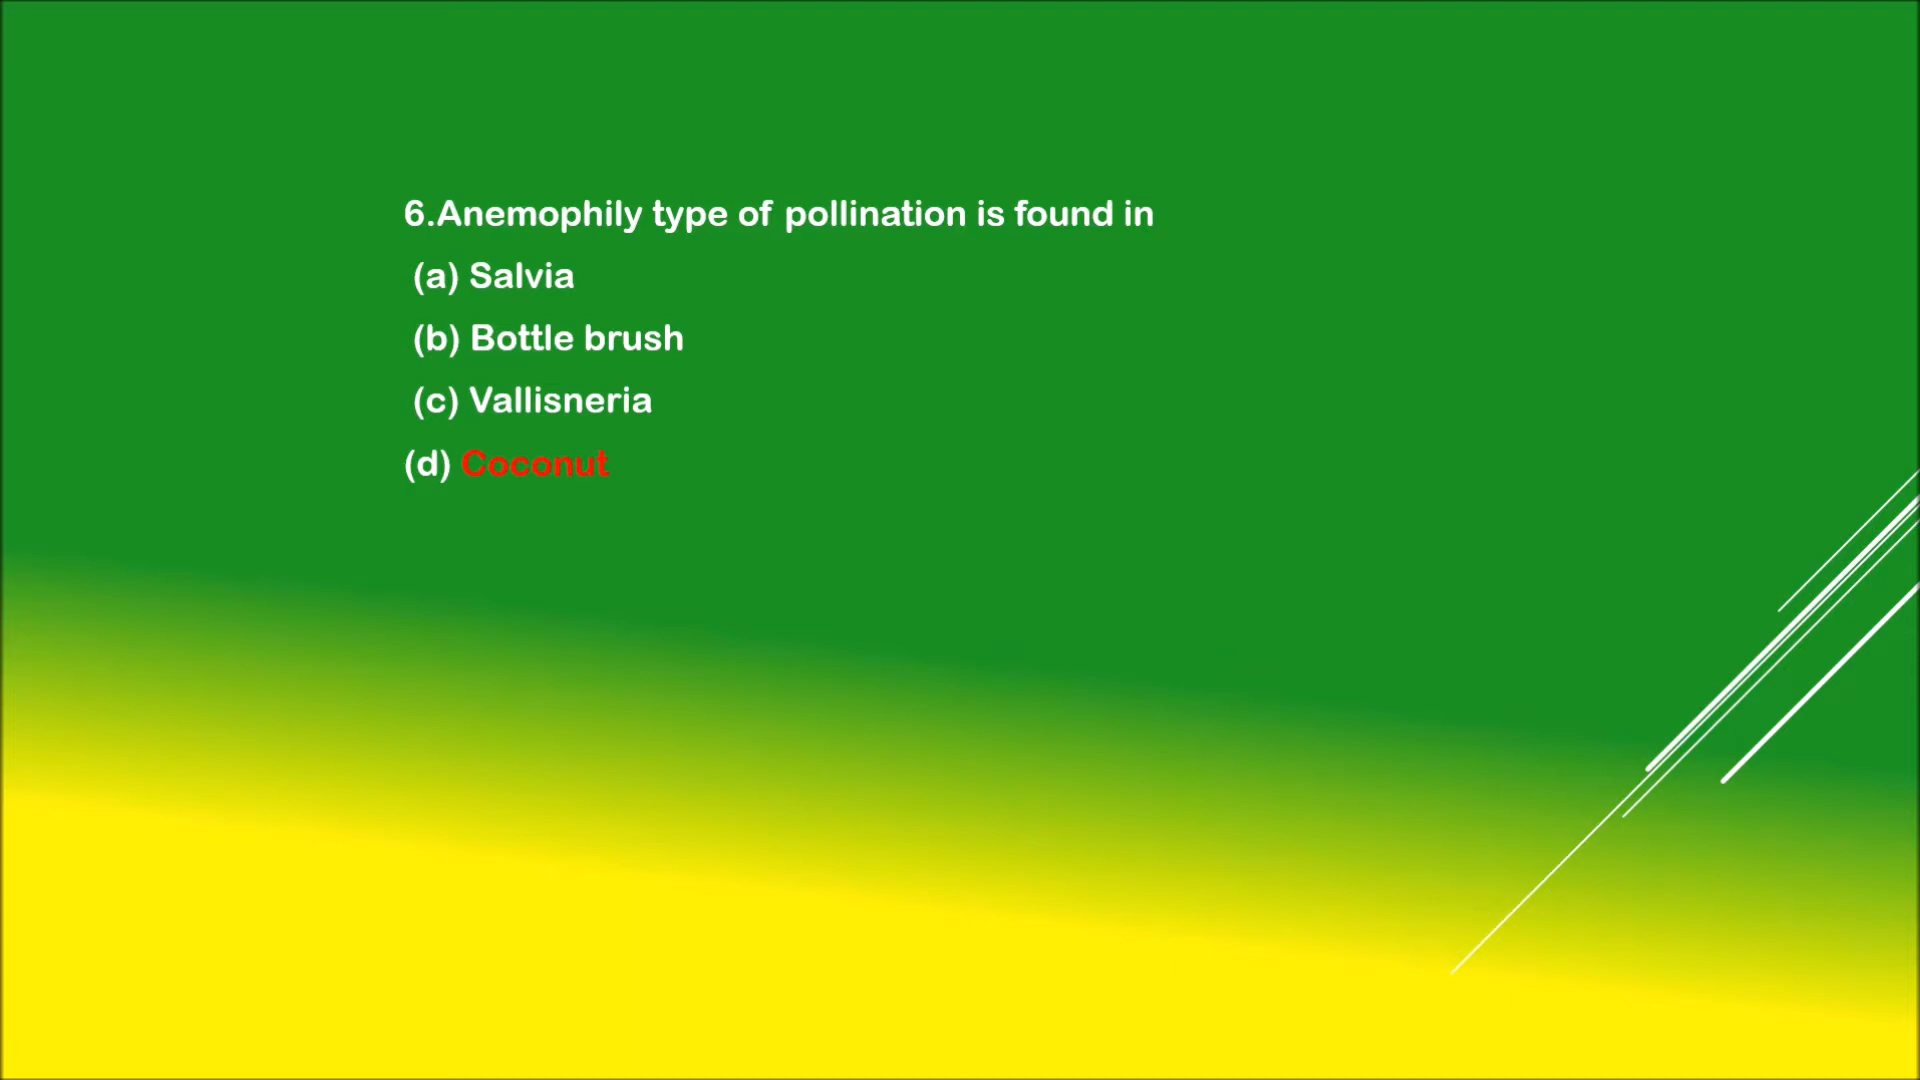 6.Anemophily type of pollination is found in
(a) Salvia
(b) Bottle brush
(c) Vallisneria
(d) Coconut